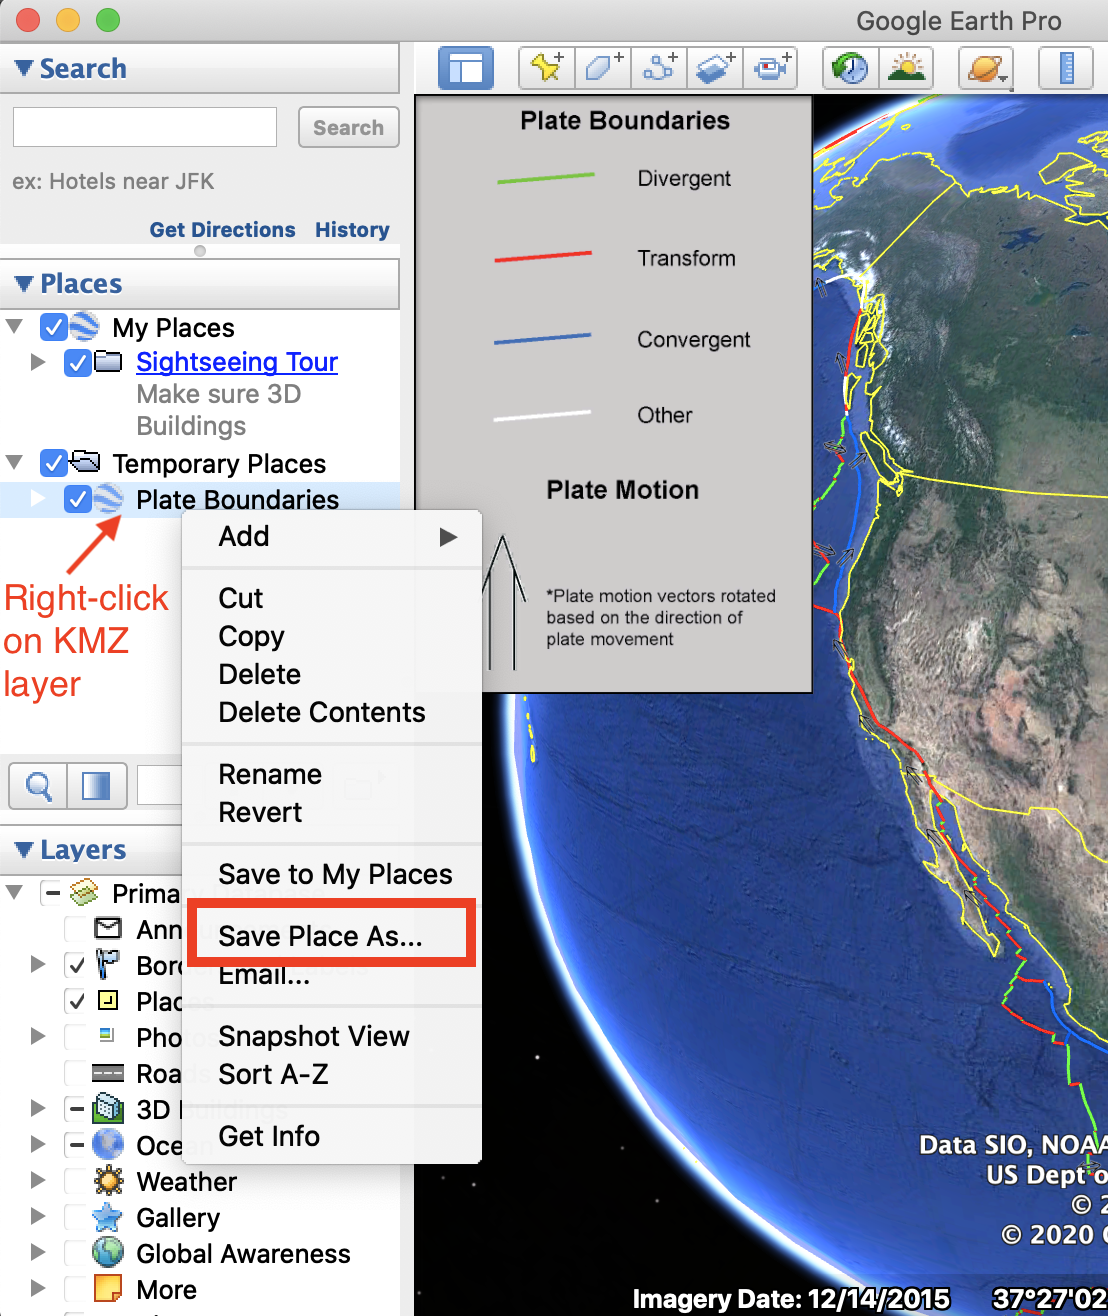 Google Earth Pro
Search
Search
ex: Hotels near JFK
Get Directions History
Places
My Places
Sightseeing Tour
Make sure 3D
Buildings
Temporary Places
Plate Boundaries
Right-click
on KMZ
layer
Add
Cut
Copy
Delete
Delete Contents
Rename
Revert
Save to My Places
Save Place As...
Email...
Snapshot View
Sort A-Z
Get Info
Layers
Prima
Ann
Bor
Places
Pho
Roads
3D Buildings
Ocean
Weather
Gallery
Global Awareness
More
Plate Boundaries
Divergent
Transform
Convergent
Other
Plate Motion
*Plate motion vectors rotated
based on the direction of
plate movement
Data SIO, NOAA
US Dept o
© 2
© 2020 G
Imagery Date: 12/14/2015 37°27'02